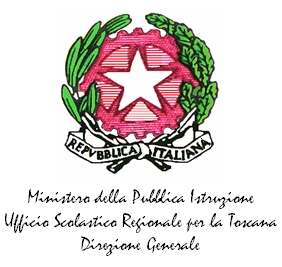 REPVBBLICA ITALIANA
Ministero della Pubblica Istruzione
Ufficio Scolastico Regionale per la Toscana
Direzione Generale